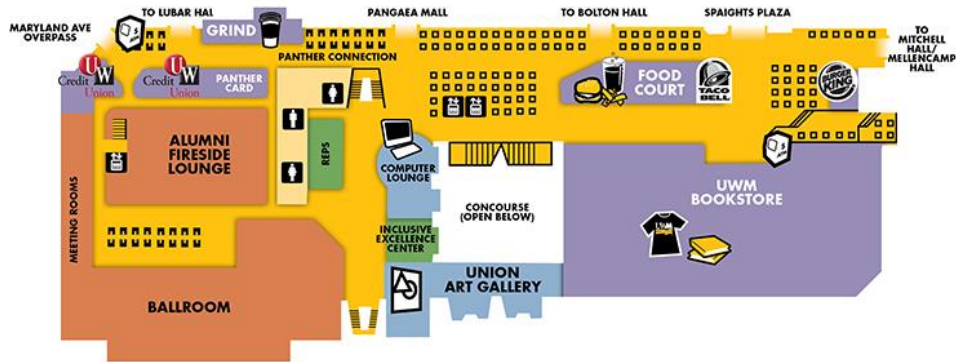 MARYLAND AVE
OVERPASS
TO LUBAR HAL
GRIND
PANGAEA MALL
TO BOLTON HALL
SPAIGHTS PLAZA
TO
MITCHELL
HALL/
MELLENCAMP
HALL
PANTHER CONNECTION
UW
Credit
Union
UW
Credit
Union
PANTHER
CARD
FOOD
COURT
TACO
BELL
BURGER
KING
ALUMNI
FIRESIDE
LOUNGE
REPS
COMPUTER
LOUNGE
CONCOURSE
(OPEN BELOW)
UWM
BOOKSTORE
MEETING ROOMS
INCLUSIVE
EXCELLENCE
CENTER
UNION
ART GALLERY
BALLROOM